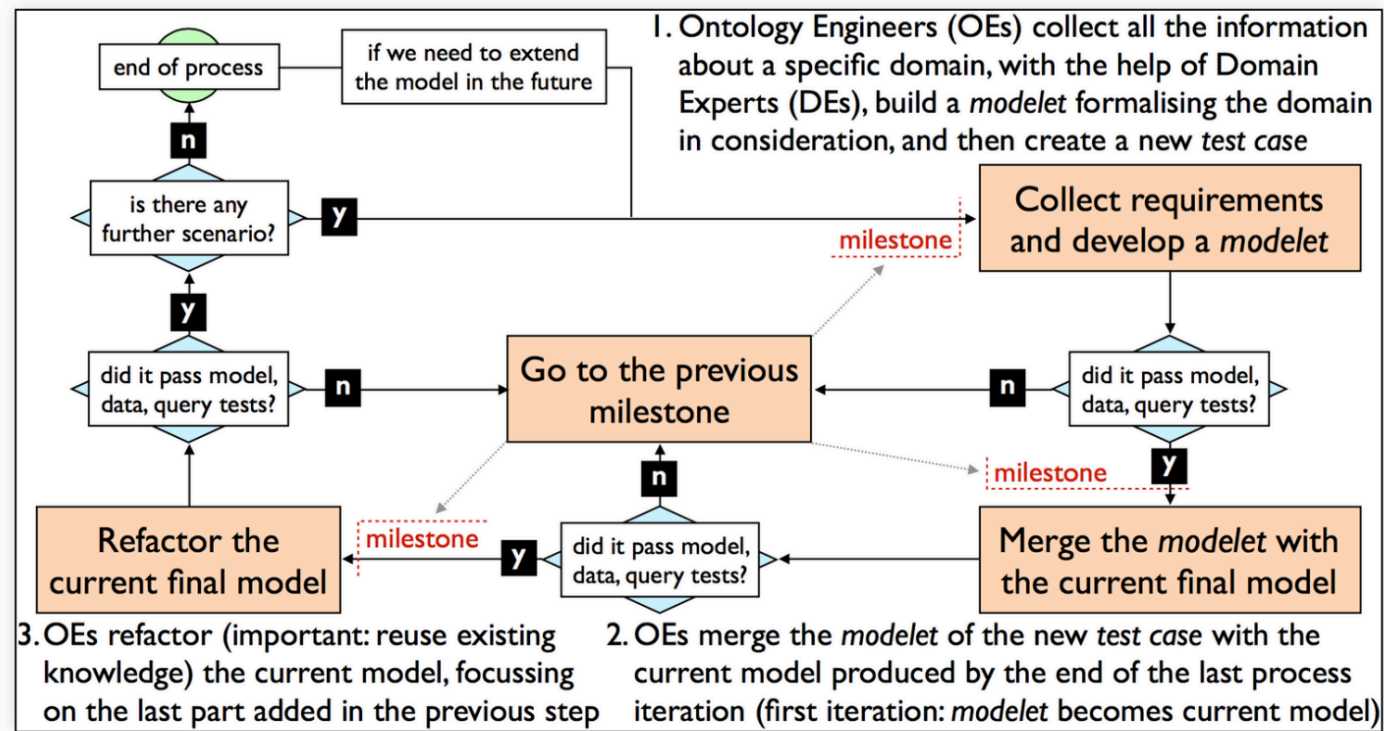 1. Ontology Engineers (OEs) collect all the information
about a specific domain, with the help of Domain
Experts (DEs), build a modelet formalising the domain
in consideration, and then create a new test case
end of process
if we need to extend
the model in the future
n
is there any
further scenario?
y
milestone
Collect requirements
and develop a modelet
y
did it pass model,
data, query tests?
n
Go to the previous
milestone
n
did it pass model,
data, query tests?
y
milestone
n
Refactor the
current final model
milestone
y
did it pass model,
data, query tests?
Merge the modelet with
the current final model
3. OEs refactor (important: reuse existing
knowledge) the current model, focussing
on the last part added in the previous step
2. OEs merge the modelet of the new test case with the
current model produced by the end of the last process
iteration (first iteration: modelet becomes current model)